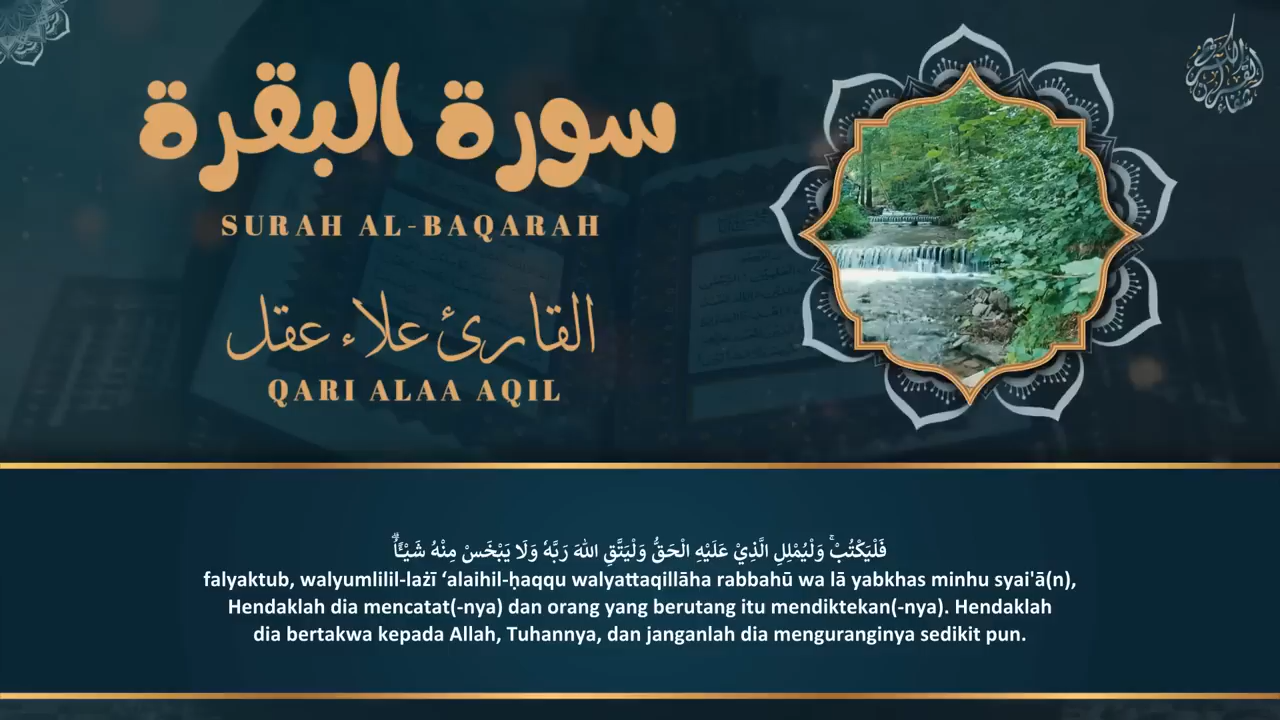 سورة البقرة
SURAH AL-BAQARAH
القارئ علاء عقل
QARI ALAA AQIL
فَلْيَكْتُبْۚ وَلْيُمْلِلِ الَّذِيْ عَلَيْهِ الْحَقُّ وَلْيَتَّقِ اللّٰهَ رَبَّهٗ وَلَا يَبْخَسْ مِنْهُ شَيْـًٔاۗ
falyaktub, walyumlilil-lażī ‘alaihil-ḥaqqu walyattaqillāha rabbahū wa lā yabkhas minhu syai'ā(n),
Hendaklah dia mencatat(-nya) dan orang yang berutang itu mendiktekan(-nya). Hendaklah
dia bertakwa kepada Allah, Tuhannya, dan janganlah dia menguranginya sedikit pun.